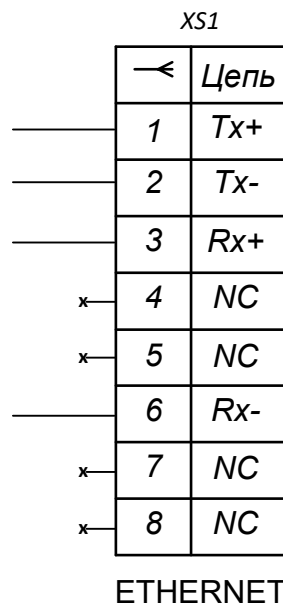 XS1
Цепь
1 Tx+
2 Tx-
3 Rx+
x 4 NC
x 5 NC
6 Rx-
x 7 NC
x 8 NC
ETHERNET